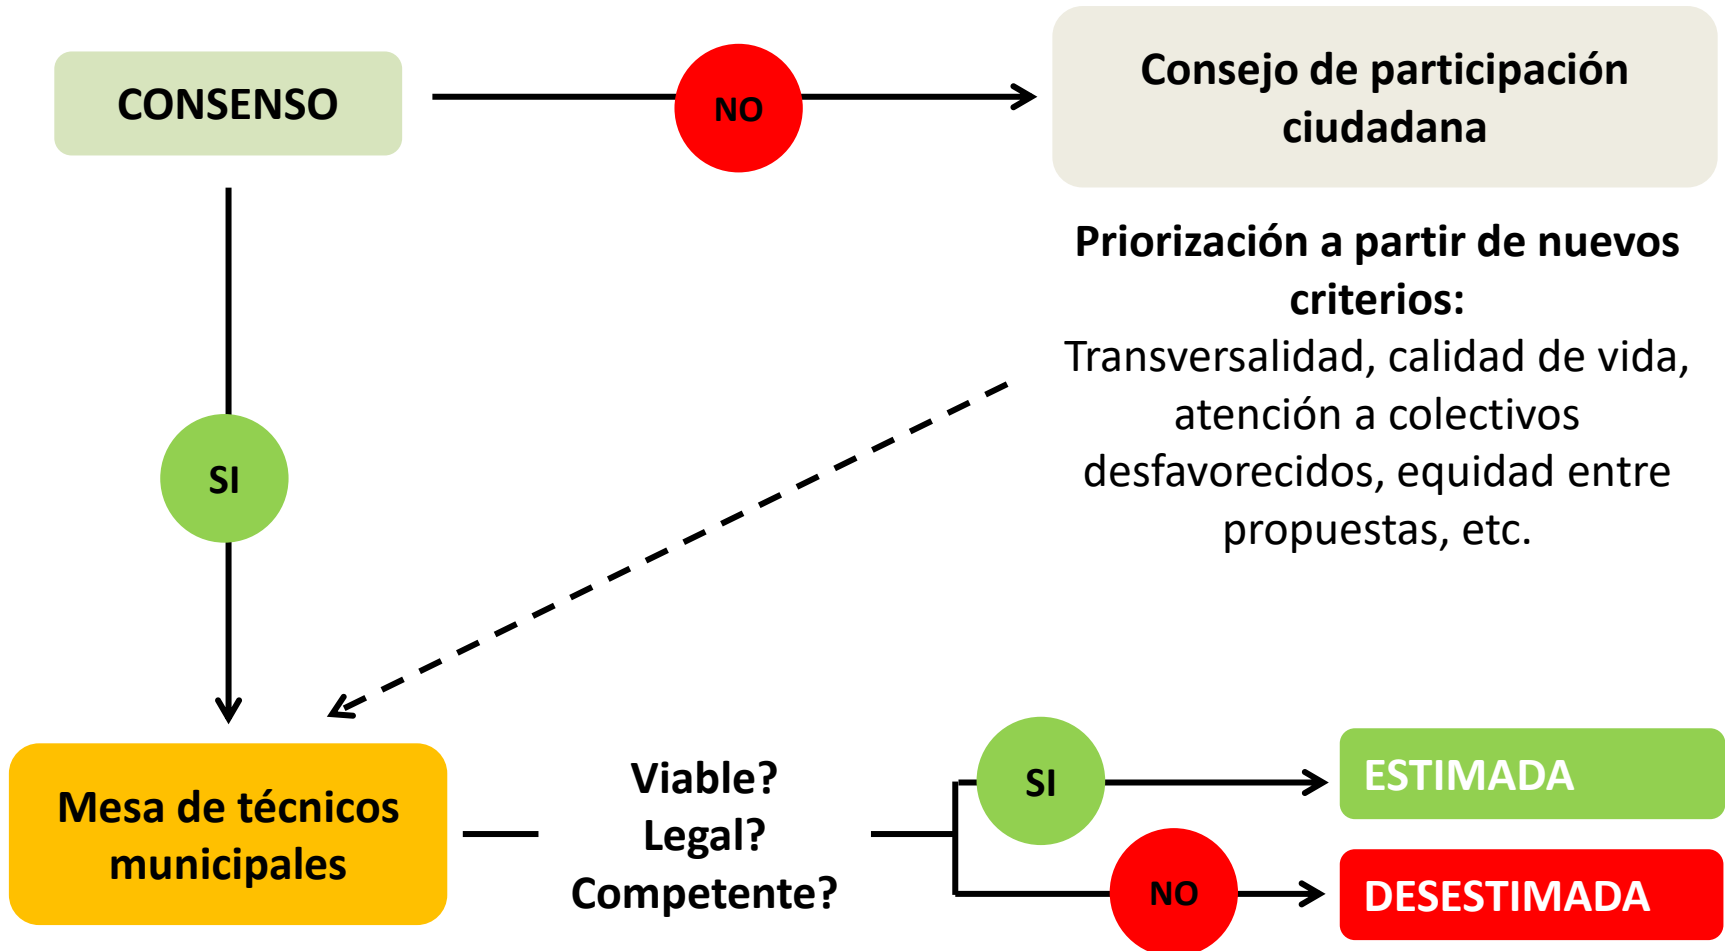 CONSENSO
NO
Consejo de participación
ciudadana
Priorización a partir de nuevos
criterios:
Transversalidad, calidad de vida,
atención a colectivos
desfavorecidos, equidad entre
propuestas, etc.
SI
Mesa de técnicos
municipales
Viable?
Legal?
Competente?
SI
ESTIMADA
NO
DESESTIMADA